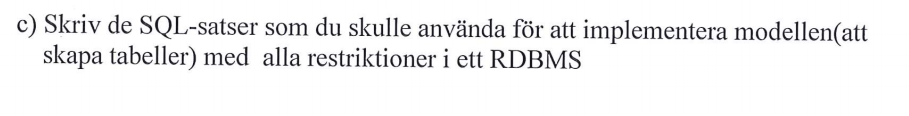 c) Skriv de SQL-satser som du skulle använda för att implementera modellen(att
skapa tabeller) med  alla restriktioner i ett RDBMS